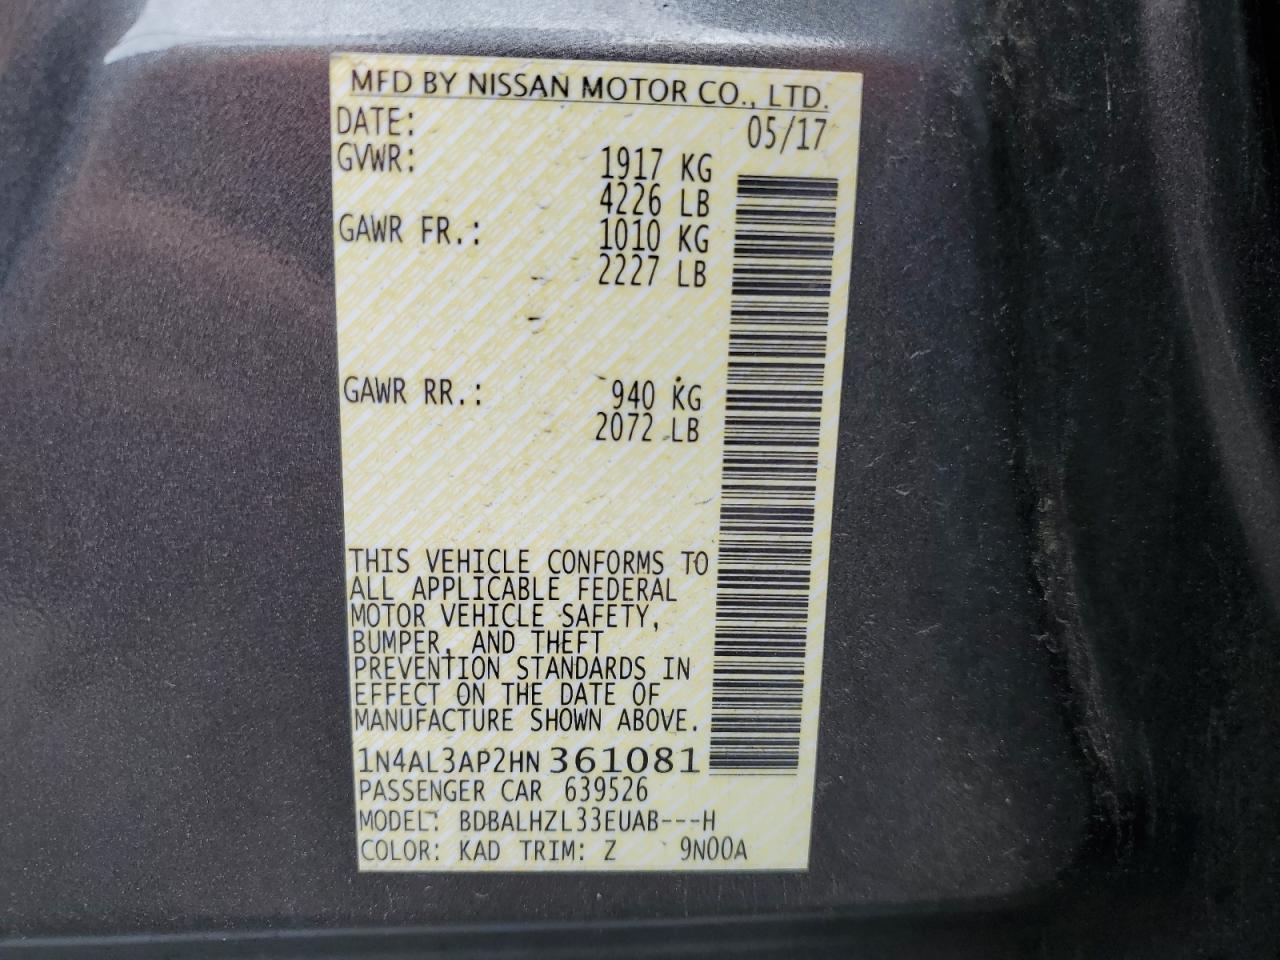 MFD BY NISSAN MOTOR CO., LTD.
DATE: 05/17
GVWR: 1917 KG
4226 LB
GAWR FR.: 1010 KG
2227 LB
GAWR RR.: 940 KG
2072 LB
THIS VEHICLE CONFORMS TO
ALL APPLICABLE FEDERAL
MOTOR VEHICLE SAFETY,
BUMPER, AND THEFT
PREVENTION STANDARDS IN
EFFECT ON THE DATE OF
MANUFACTURE SHOWN ABOVE.
1N4AL3AP2HN361081
PASSENGER CAR 639526
MODEL: BDBALHZL33EUAB---H
COLOR: KAD TRIM: Z 9N00A